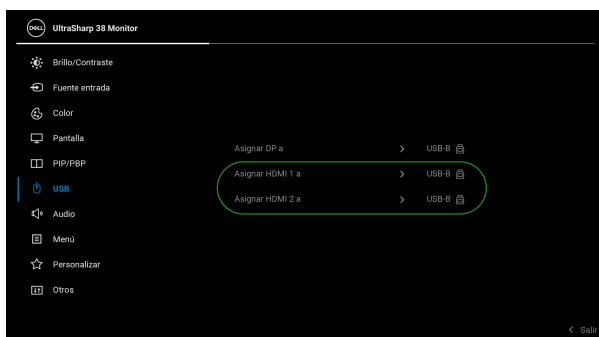 DELL UltraSharp 38 Monitor
Brillo/Contraste
Fuente entrada
Color
Pantalla
Asignar DP a USB-B
PIP/PBP
Asignar HDMI 1 a USB-B
USB
Asignar HDMI 2 a USB-B
Audio
Menú
Personalizar
Otros
Salir